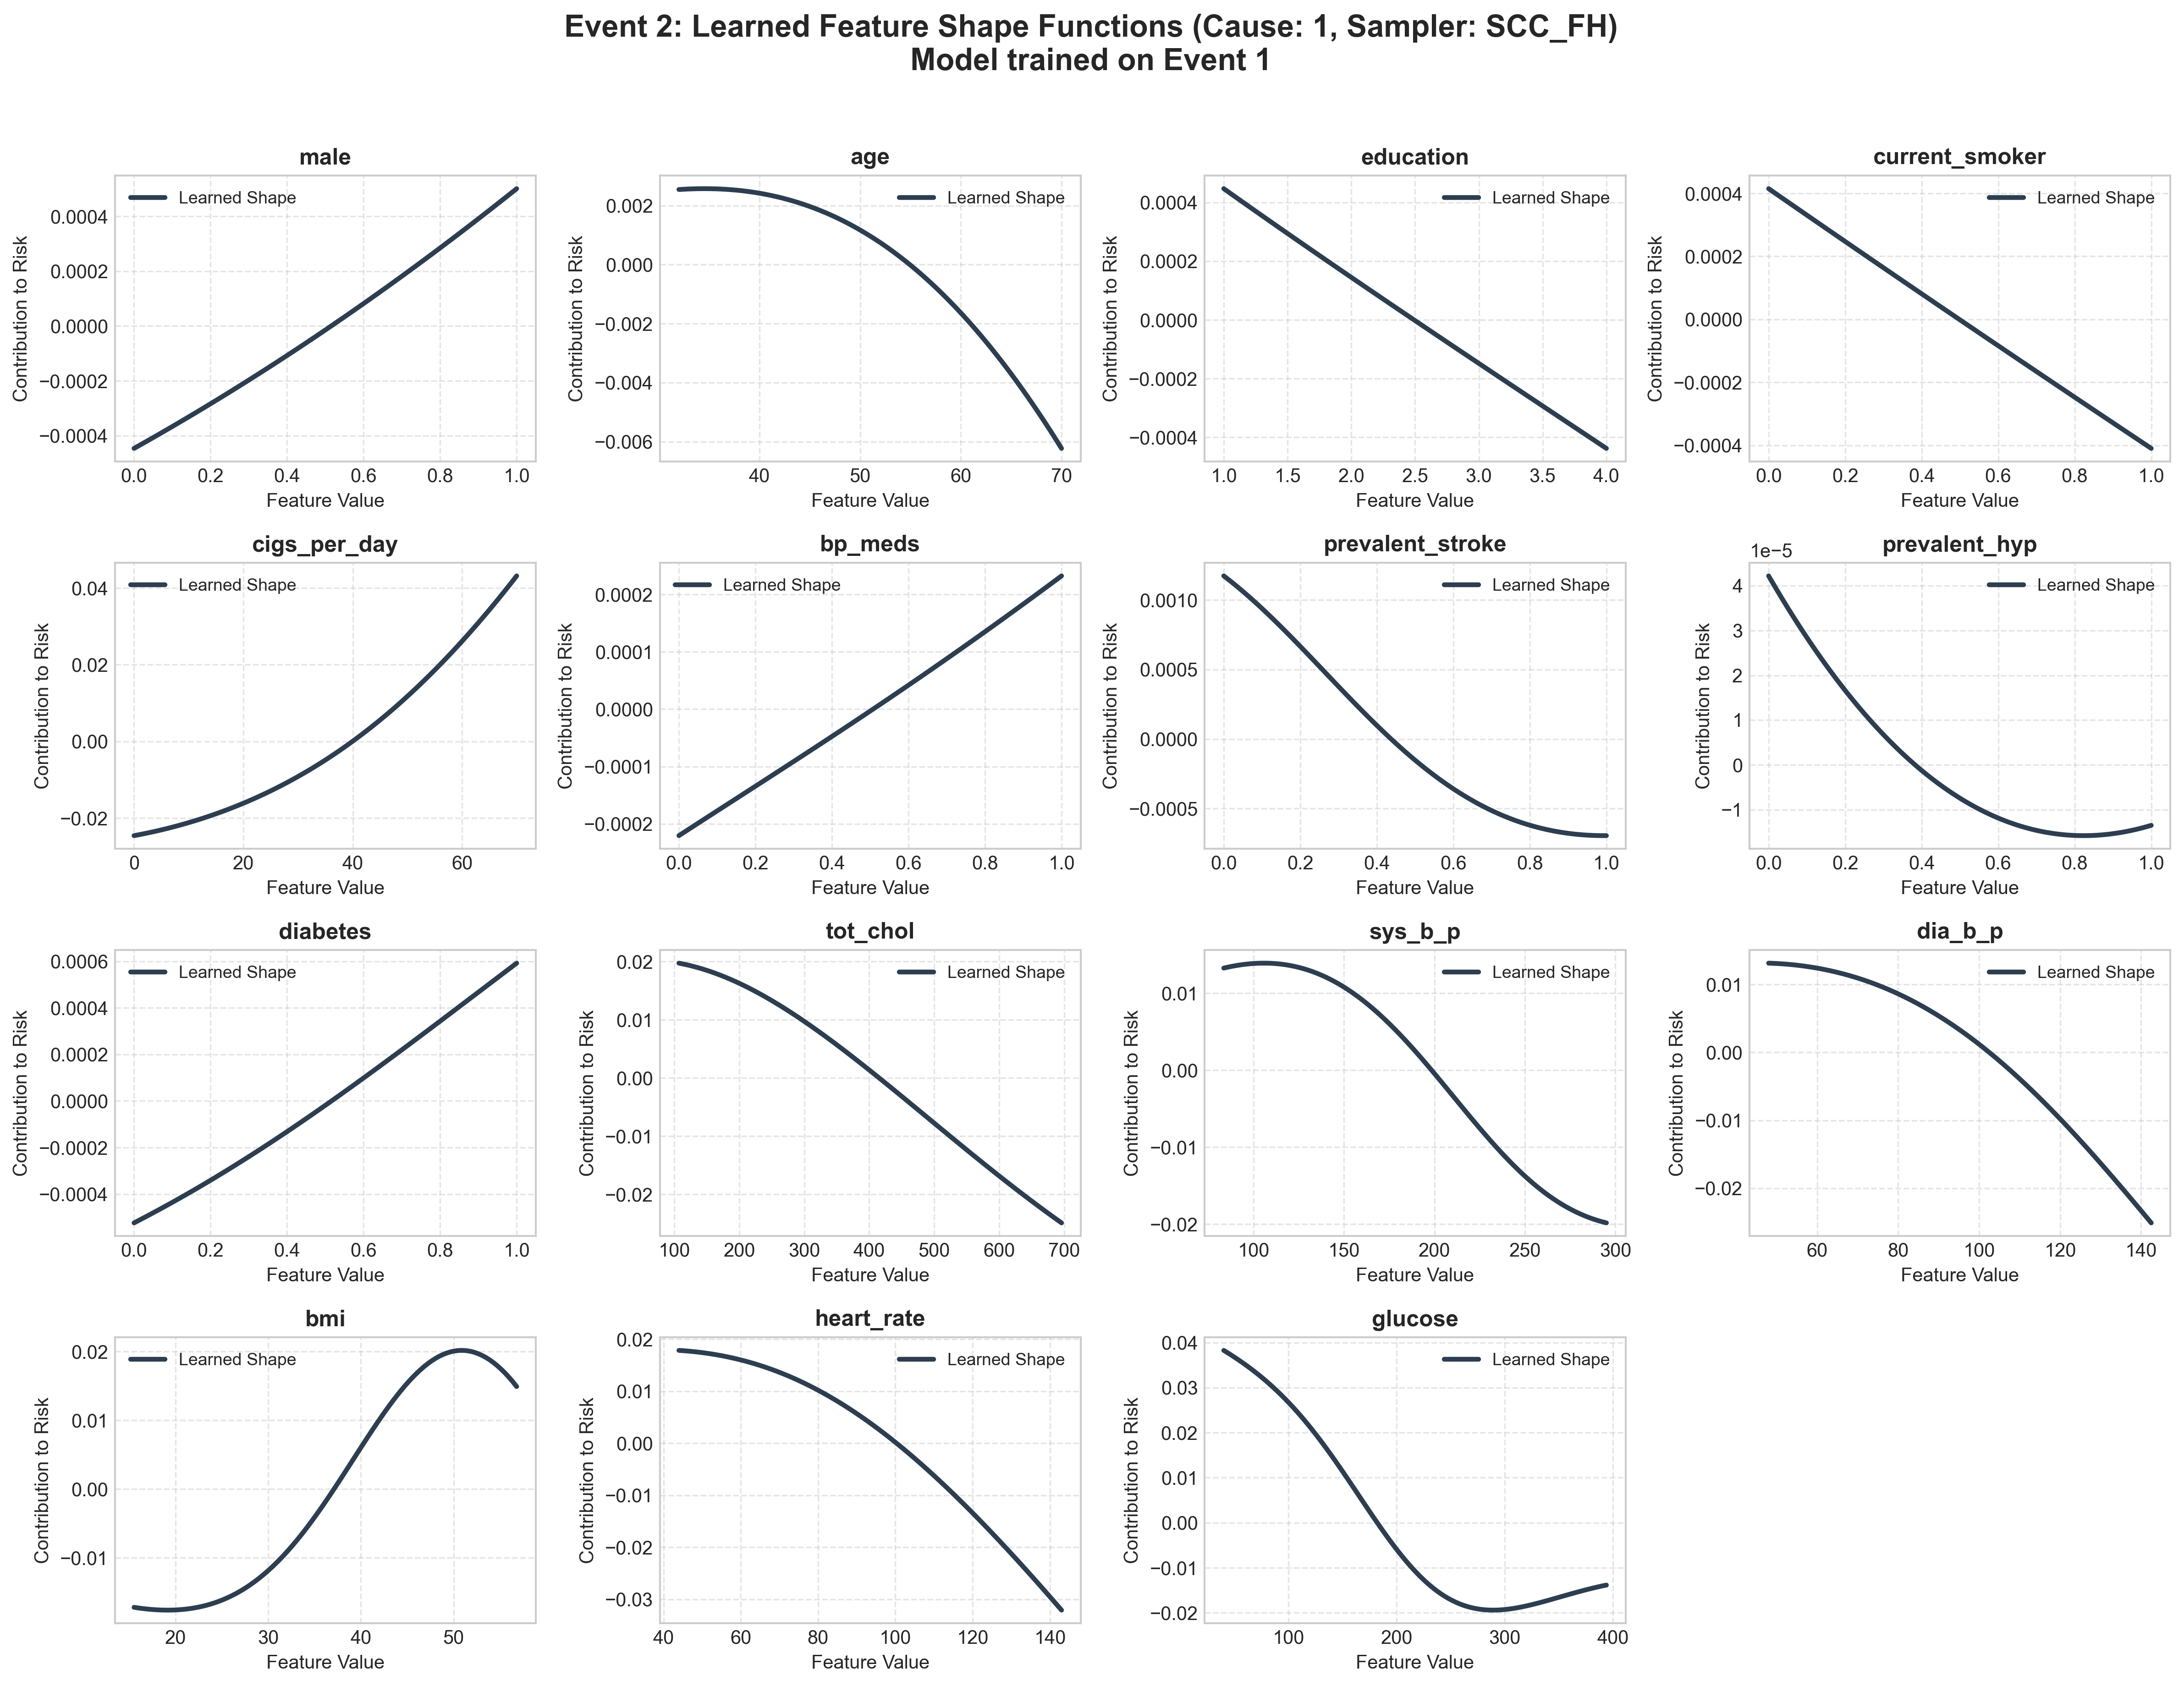 Event 2: Learned Feature Shape Functions (Cause: 1, Sampler: SCC_FH)
Model trained on Event 1
male
Learned Shape
Contribution to Risk
0.0004
0.0002
0.0000
−0.0002
−0.0004
0.0 0.2 0.4 0.6 0.8 1.0
Feature Value
age
Learned Shape
Contribution to Risk
0.002
0.000
−0.002
−0.004
−0.006
40 50 60 70
Feature Value
education
Learned Shape
Contribution to Risk
0.0004
0.0002
0.0000
−0.0002
−0.0004
1.0 1.5 2.0 2.5 3.0 3.5 4.0
Feature Value
current_smoker
Learned Shape
Contribution to Risk
0.0004
0.0002
0.0000
−0.0002
−0.0004
0.0 0.2 0.4 0.6 0.8 1.0
Feature Value
cigs_per_day
Learned Shape
Contribution to Risk
0.04
0.02
0.00
−0.02
0 20 40 60
Feature Value
bp_meds
Learned Shape
Contribution to Risk
0.0002
0.0001
0.0000
−0.0001
−0.0002
0.0 0.2 0.4 0.6 0.8 1.0
Feature Value
prevalent_stroke
Learned Shape
Contribution to Risk
0.0010
0.0005
0.0000
−0.0005
0.0 0.2 0.4 0.6 0.8 1.0
Feature Value
prevalent_hyp
1e−5
Learned Shape
Contribution to Risk
4
3
2
1
0
−1
0.0 0.2 0.4 0.6 0.8 1.0
Feature Value
diabetes
Learned Shape
Contribution to Risk
0.0006
0.0004
0.0002
0.0000
−0.0002
−0.0004
0.0 0.2 0.4 0.6 0.8 1.0
Feature Value
tot_chol
Learned Shape
Contribution to Risk
0.02
0.01
0.00
−0.01
−0.02
100 200 300 400 500 600 700
Feature Value
sys_b_p
Learned Shape
Contribution to Risk
0.01
0.00
−0.01
−0.02
100 150 200 250 300
Feature Value
dia_b_p
Learned Shape
Contribution to Risk
0.01
0.00
−0.01
−0.02
60 80 100 120 140
Feature Value
bmi
Learned Shape
Contribution to Risk
0.02
0.01
0.00
−0.01
20 30 40 50
Feature Value
heart_rate
Learned Shape
Contribution to Risk
0.02
0.01
0.00
−0.01
−0.02
−0.03
40 60 80 100 120 140
Feature Value
glucose
Learned Shape
Contribution to Risk
0.04
0.03
0.02
0.01
0.00
−0.01
−0.02
100 200 300 400
Feature Value